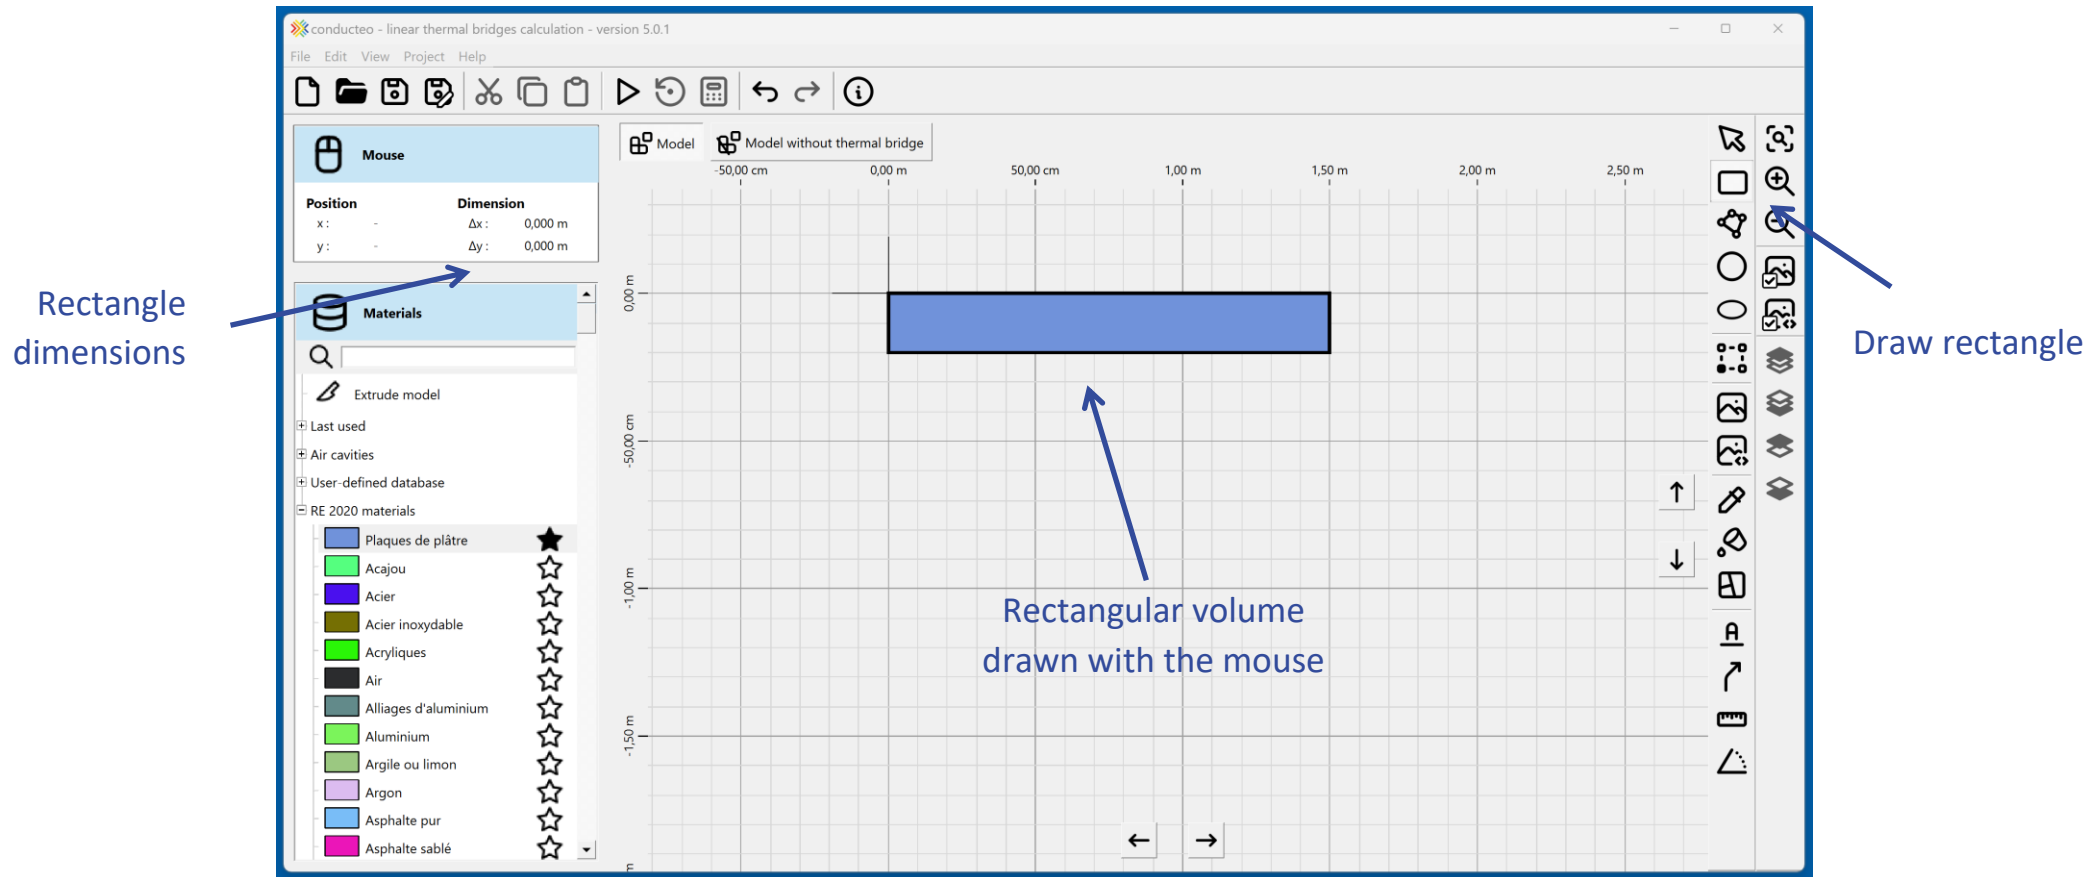 conducteo - linear thermal bridges calculation - version 5.0.1
File Edit View Project Help
Mouse
Position Dimension
x : - Δx : 0,000 m
y : - Δy : 0,000 m
Materials
Extrude model
Last used
Air cavities
User-defined database
RE 2020 materials
Plaques de plâtre
Acajou
Acier
Acier inoxydable
Acryliques
Air
Alliages d'aluminium
Aluminium
Argile ou limon
Argon
Asphalte pur
Asphalte sablé
Model Model without thermal bridge
-50,00 cm 0,00 m 50,00 cm 1,00 m 1,50 m 2,00 m 2,50 m
0,00 m
-50,00 cm
-1,00 m
-1,50 m
m
A
Rectangle
dimensions
Rectangular volume
drawn with the mouse
Draw rectangle